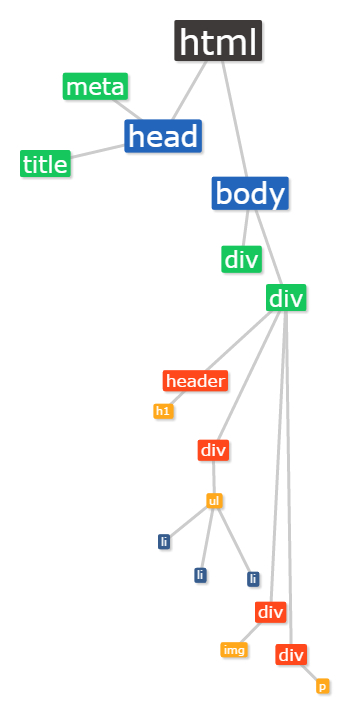 html
meta
head
title
body
div
div
header
h1
div
ul
li
li
li
div
img
div
p